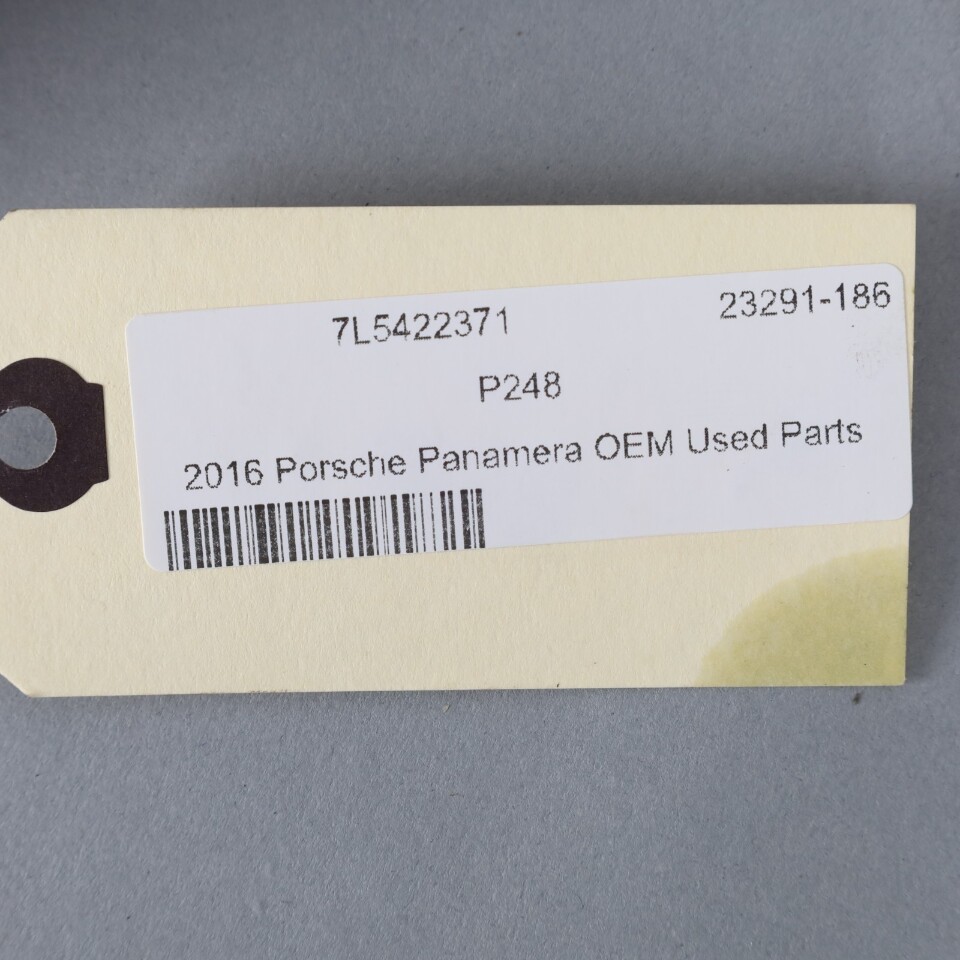 7L5422371 23291-186
P248
2016 Porsche Panamera OEM Used Parts